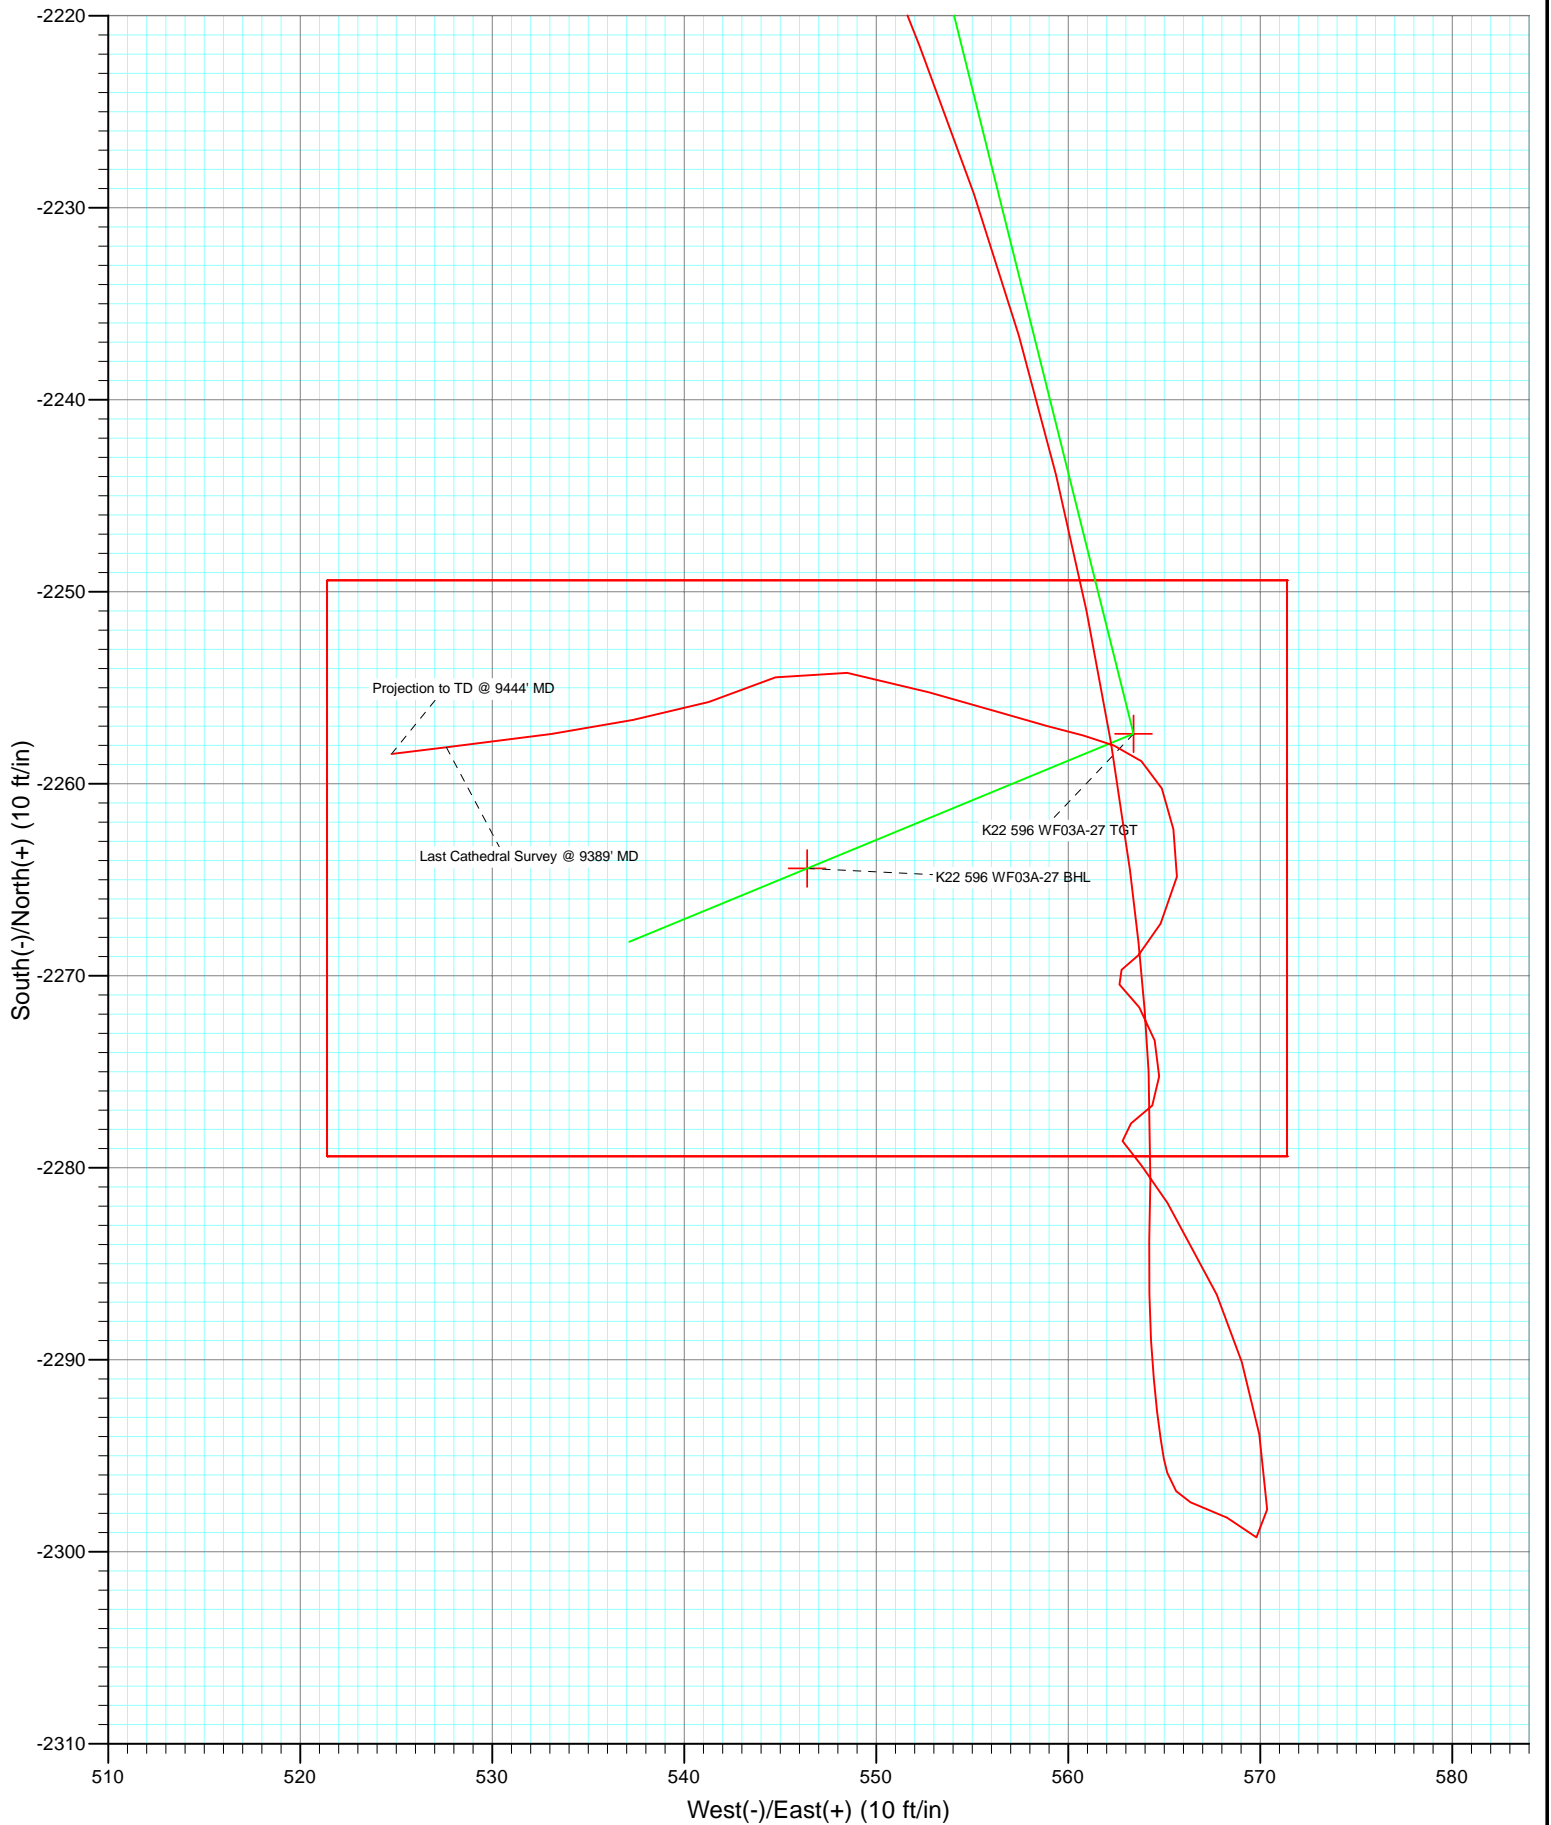 -2220
-2230
-2240
-2250
-2260
-2270
-2280
-2290
-2300
-2310
South(-)/North(+) (10 ft/in)
Projection to TD @ 9444' MD
K22 596 WF03A-27 TGT
Last Cathedral Survey @ 9389' MD
K22 596 WF03A-27 BHL
510 520 530 540 550 560 570 580
West(-)/East(+) (10 ft/in)